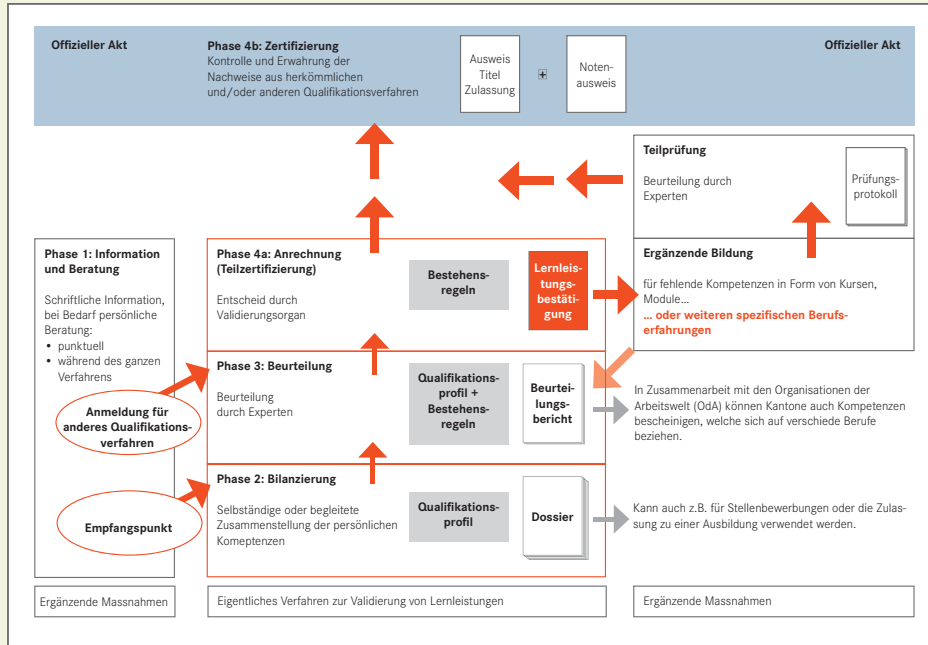 Offizieller Akt
Phase 4b: Zertifizierung
Kontrolle und Erwahrung der
Nachweise aus herkömmlichen
und/oder anderen Qualifikationsverfahren
Ausweis
Titel
Zulassung
+
Noten-
ausweis
Offizieller Akt
Teilprüfung
Beurteilung durch
Experten
Prüfungs-
protokoll
Phase 1: Information
und Beratung
Schriftliche Information,
bei Bedarf persönliche
Beratung:
• punktuell
• während des ganzen
Verfahrens
Anmeldung für
anderes Qualifikations-
verfahren
Empfangspunkt
Phase 4a: Anrechnung
(Teilzertifizierung)
Entscheid durch
Validierungsorgan
Bestehens-
regeln
Lernleis-
tungs-
bestäti-
gung
Ergänzende Bildung
für fehlende Kompetenzen in Form von Kursen,
Module...
... oder weiteren spezifischen Berufs-
erfahrungen
Phase 3: Beurteilung
Beurteilung
durch Experten
Qualifikations-
profil +
Bestehens-
regeln
Beurtei-
lungs-
bericht
In Zusammenarbeit mit den Organisationen der
Arbeitswelt (OdA) können Kantone auch Kompetenzen
bescheinigen, welche sich auf verschiede Berufe
beziehen.
Phase 2: Bilanzierung
Selbständige oder begleitete
Zusammenstellung der persönlichen
Komeptenzen
Qualifikations-
profil
Dossier
Kann auch z.B. für Stellenbewerbungen oder die Zulas-
sung zu einer Ausbildung verwendet werden.
Ergänzende Massnahmen
Eigentliches Verfahren zur Validierung von Lernleistungen
Ergänzende Massnahmen